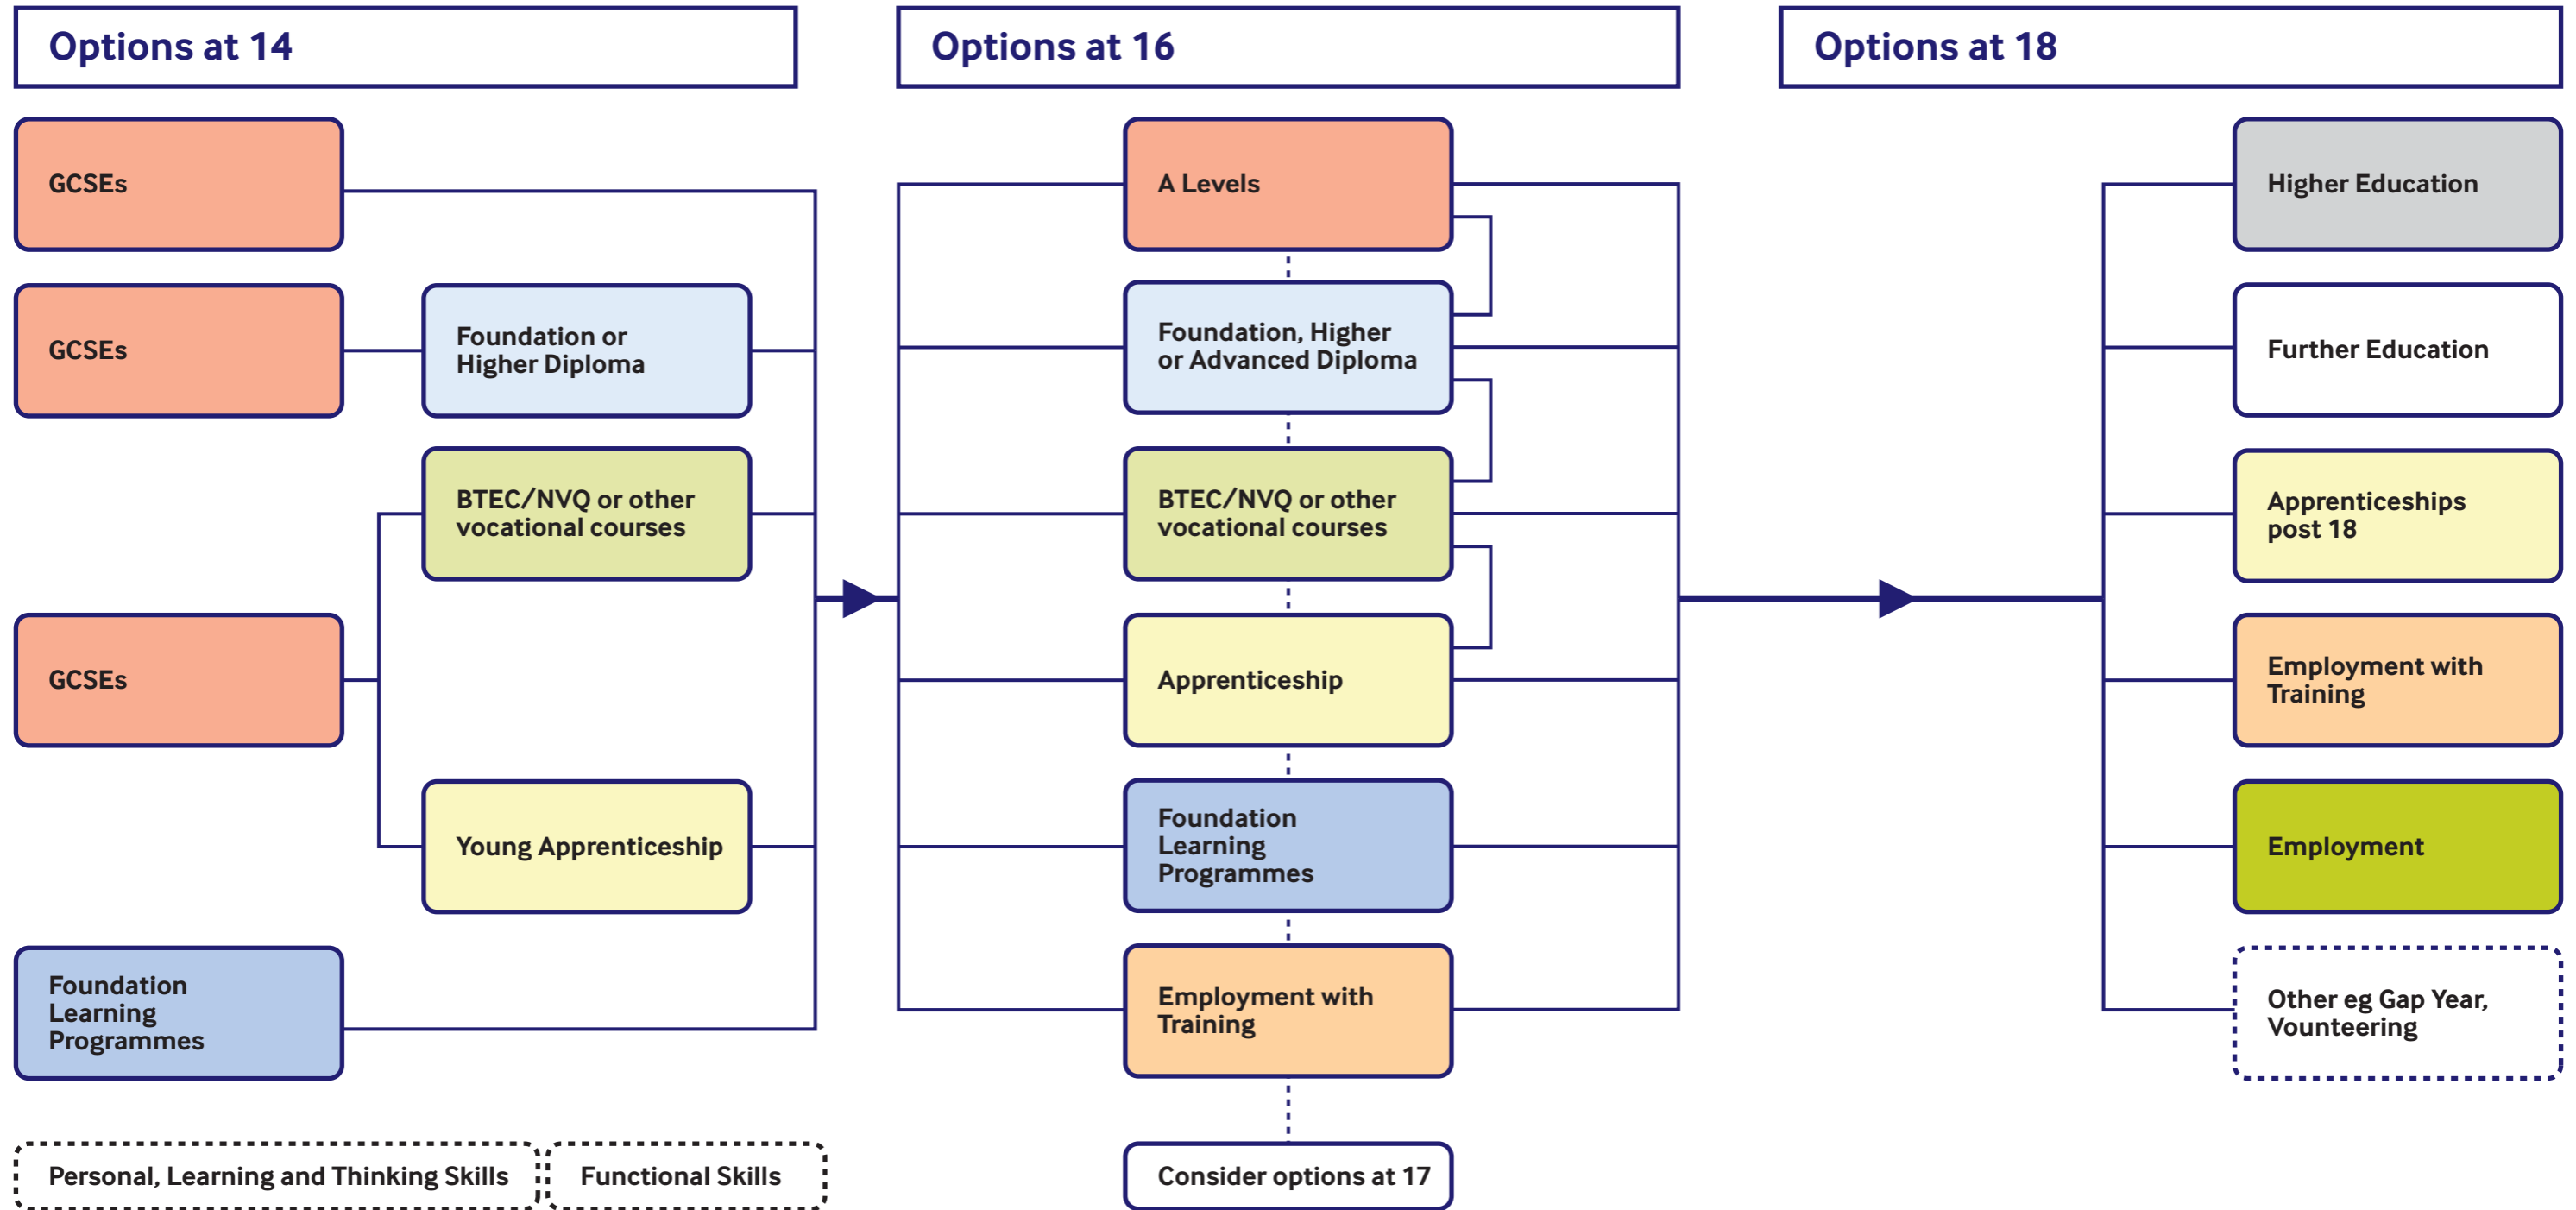 Options at 14
GCSEs
GCSEs
Foundation or
Higher Diploma
BTEC/NVQ or other
vocational courses
GCSEs
Young Apprenticeship
Foundation
Learning
Programmes
Personal, Learning and Thinking Skills
Functional Skills
Options at 16
A Levels
Foundation, Higher
or Advanced Diploma
BTEC/NVQ or other
vocational courses
Apprenticeship
Foundation
Learning
Programmes
Employment with
Training
Consider options at 17
Options at 18
Higher Education
Further Education
Apprenticeships
post 18
Employment with
Training
Employment
Other eg Gap Year,
Vounteering